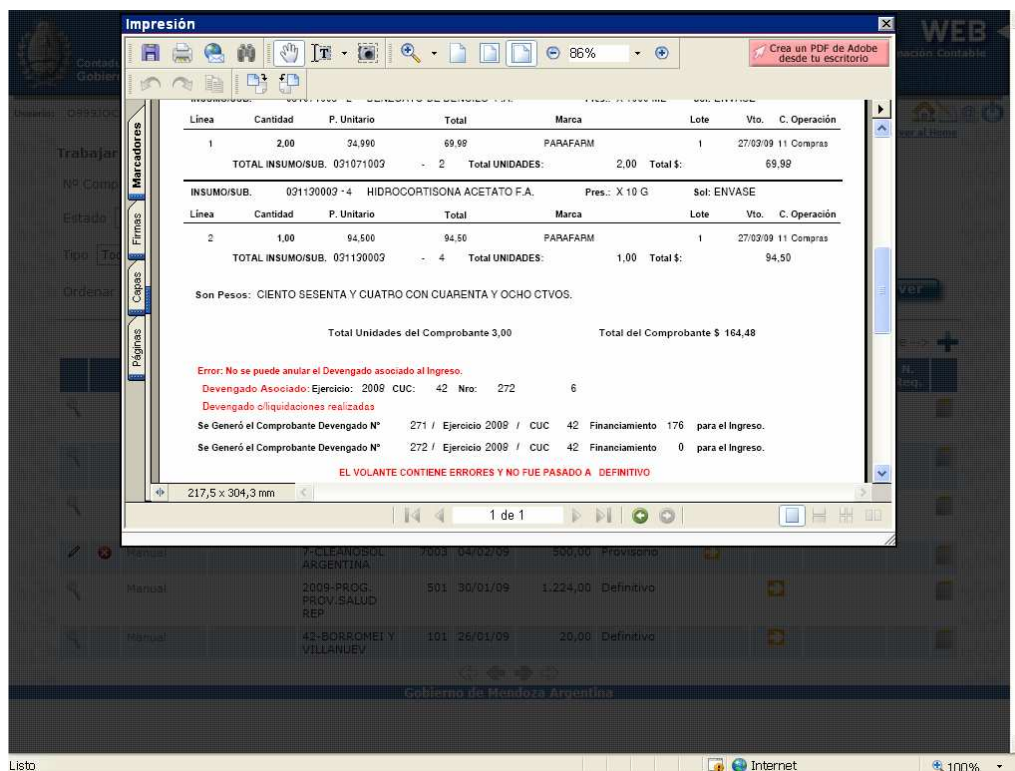 Impresión
WEB
86%
Crea un PDF de Adobe
desde tu escritorio
Marcadores
Firmas
Capas
Páginas
Línea Cantidad P. Unitario Total Marca Lote Vto. C. Operación
1 2,00 34,990 69,98 PARAFARM 1 27/03/09 11 Compras
TOTAL INSUMO/SUB. 031071003 - 2 Total UNIDADES: 2,00 Total $: 69,98
INSUMO/SUB. 031130003 - 4 HIDROCORTISONA ACETATO F.A. Pres.: X 10 G Sol: ENVASE
Línea Cantidad P. Unitario Total Marca Lote Vto. C. Operación
2 1,00 94,500 94,50 PARAFARM 1 27/03/09 11 Compras
TOTAL INSUMO/SUB. 031130003 - 4 Total UNIDADES: 1,00 Total $: 94,50
Son Pesos: CIENTO SESENTA Y CUATRO CON CUARENTA Y OCHO CTVOS.
Total Unidades del Comprobante 3,00 Total del Comprobante $ 164,48
Error: No se puede anular el Devengado asociado al Ingreso.
Devengado Asociado: Ejercicio: 2009 CUC: 42 Nro: 272 6
Devengado c/liquidaciones realizadas
Se Generó el Comprobante Devengado Nº 271 / Ejercicio 2009 / CUC 42 Financiamiento 176 para el Ingreso.
Se Generó el Comprobante Devengado Nº 272 / Ejercicio 2009 / CUC 42 Financiamiento 0 para el Ingreso.
EL VOLANTE CONTIENE ERRORES Y NO FUE PASADO A DEFINITIVO
217,5 x 304,3 mm
1 de 1
Trabajar
Nº Comp
Estado
Tipo
Ordenar
ver
N.
Req.
Manual 7-CLEANOSOL ARGENTINA 7003 04/02/09 500,00 Provisorio
Manual 2009-PROG. PROV.SALUD REP 501 30/01/09 1.224,00 Definitivo
Manual 42-BORROMEI Y VILLANUEV 101 26/01/09 20,00 Definitivo
Gobierno de Mendoza Argentina
Listo Internet 100%